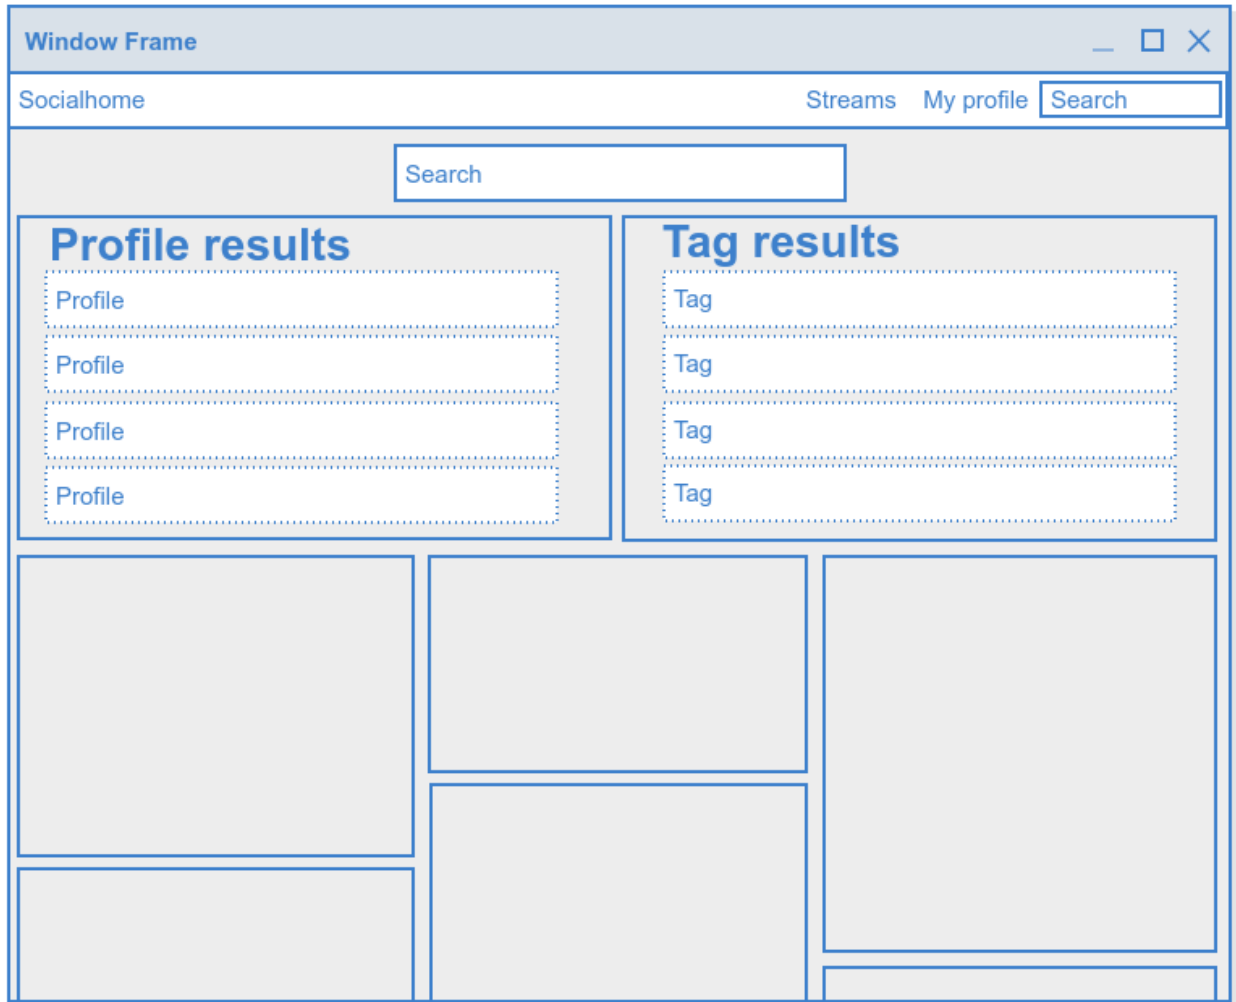 Window Frame
Socialhome Streams My profile Search
Search
Profile results
Profile
Profile
Profile
Profile
Tag results
Tag
Tag
Tag
Tag